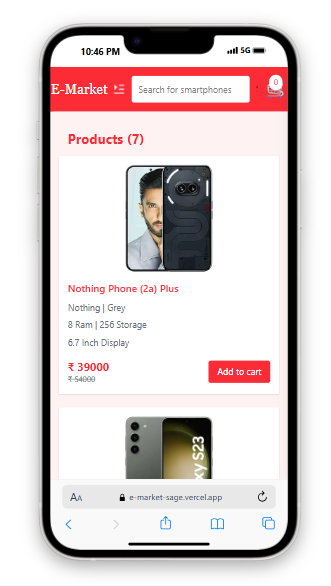 10:46 PM
5G
E-Market
Search for smartphones
0
Products (7)
Nothing Phone (2a) Plus
Nothing | Grey
8 Ram | 256 Storage
6.7 Inch Display
₹ 39000
₹ 54000
Add to cart
xy S23
AA
e-market-sage.vercel.app